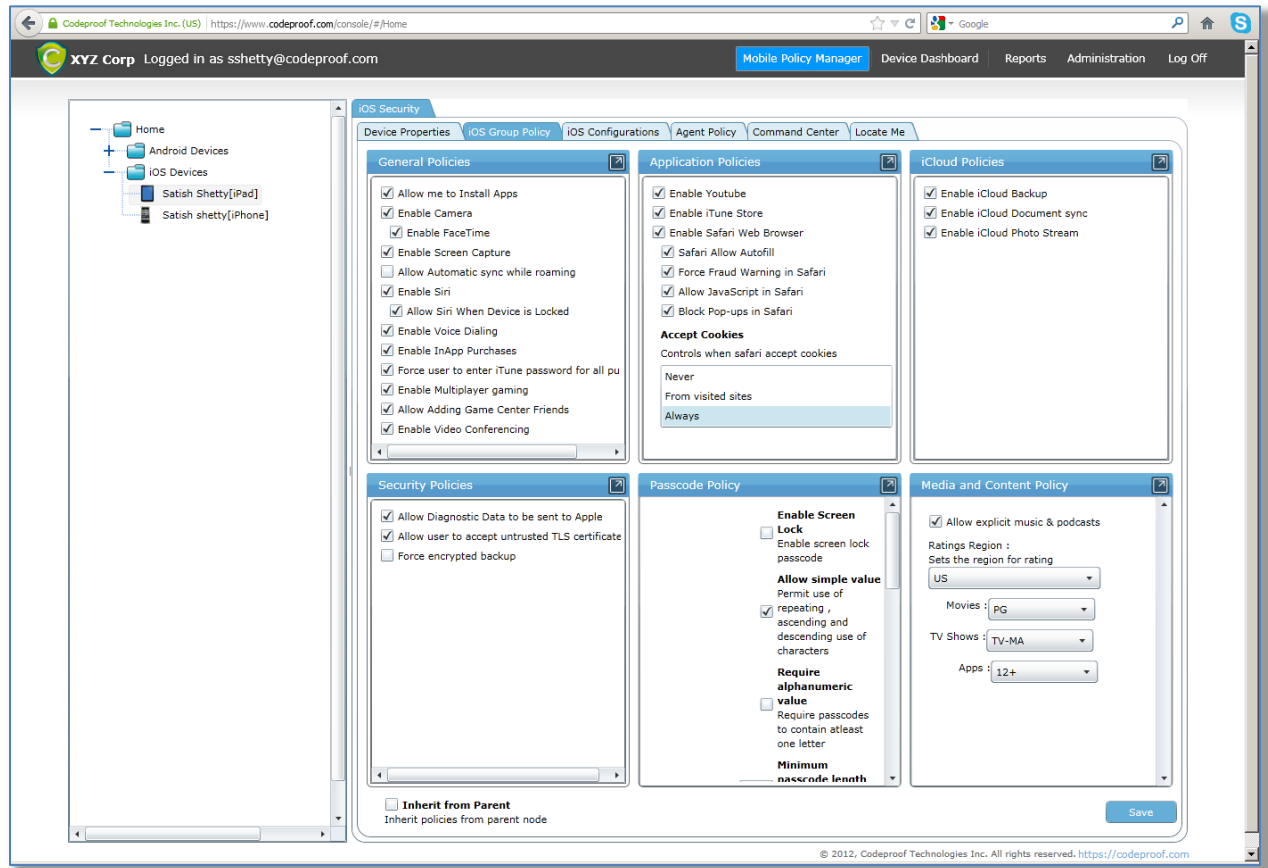 Codeproof Technologies Inc. (US) https://www.codeproof.com/console/#/Home Google
XYZ Corp Logged in as sshetty@codeproof.com Mobile Policy Manager Device Dashboard Reports Administration Log Off
Home
Android Devices
iOS Devices
Satish Shetty[iPad]
Satish shetty[iPhone]
iOS Security
Device Properties iOS Group Policy iOS Configurations Agent Policy Command Center Locate Me
General Policies
Allow me to Install Apps
Enable Camera
Enable FaceTime
Enable Screen Capture
Allow Automatic sync while roaming
Enable Siri
Allow Siri When Device is Locked
Enable Voice Dialing
Enable InApp Purchases
Force user to enter iTune password for all pu
Enable Multiplayer gaming
Allow Adding Game Center Friends
Enable Video Conferencing
Application Policies
Enable Youtube
Enable iTune Store
Enable Safari Web Browser
Safari Allow Autofill
Force Fraud Warning in Safari
Allow JavaScript in Safari
Block Pop-ups in Safari
Accept Cookies
Controls when safari accept cookies
Never
From visited sites
Always
iCloud Policies
Enable iCloud Backup
Enable iCloud Document sync
Enable iCloud Photo Stream
Security Policies
Allow Diagnostic Data to be sent to Apple
Allow user to accept untrusted TLS certificate
Force encrypted backup
Passcode Policy
Enable Screen
Lock
Enable screen lock
passcode
Allow simple value
Permit use of
repeating ,
ascending and
descending use of
characters
Require
alphanumeric
value
Require passcodes
to contain atleast
one letter
Minimum
passcode length
Media and Content Policy
Allow explicit music & podcasts
Ratings Region :
Sets the region for rating
US
Movies : PG
TV Shows : TV-MA
Apps : 12+
Inherit from Parent
Inherit policies from parent node
Save
© 2012, Codeproof Technologies Inc. All rights reserved. https://codeproof.com